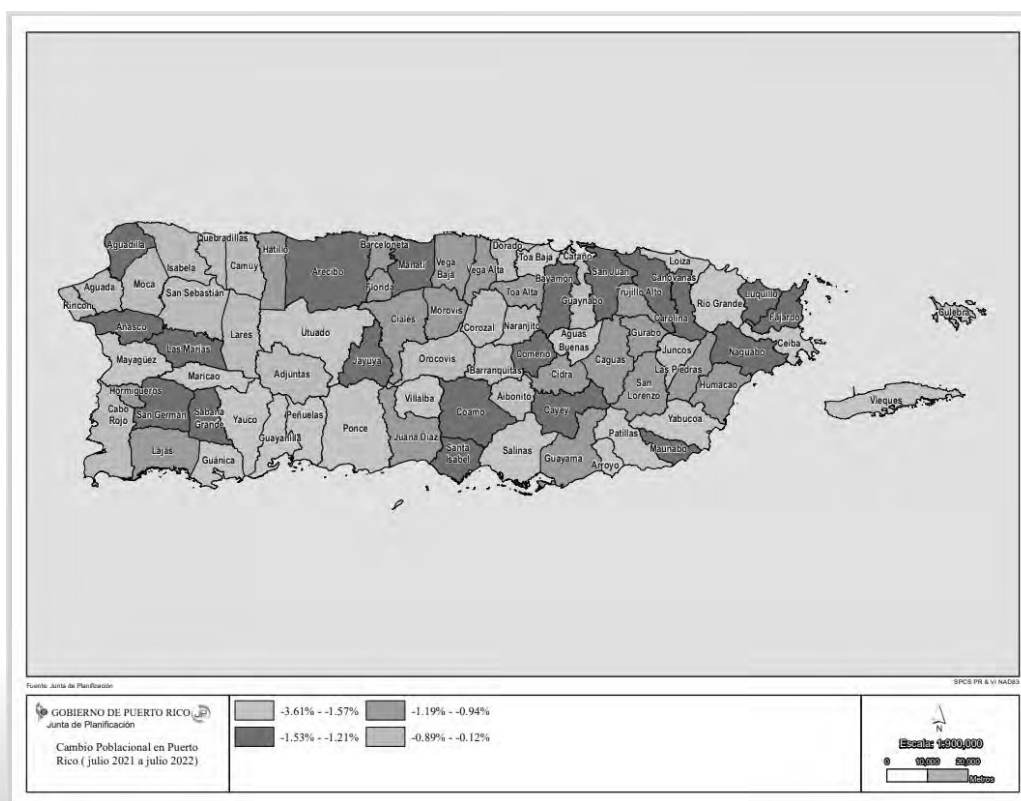 Aguadilla
Isabela
Quebradillas
Camuy
Hatillo
Arecibo
Barceloneta
Manatí
Florida
Vega
Baja
Vega Alta
Dorado
Toa Baja
Cataño
Toa Alta
Bayamón
Guaynabo
San Juan
Trujillo Alto
Carolina
Canóvanas
Loíza
Río Grande
Luquillo
Fajardo
Ceiba
Culebra
Vieques
Aguada
Rincón
Moca
San Sebastián
Añasco
Las Marías
Mayagüez
Maricao
Lares
Utuado
Adjuntas
Jayuya
Ciales
Morovis
Orocovis
Corozal
Naranjito
Barranquitas
Comerío
Aguas
Buenas
Cidra
Caguas
Gurabo
Juncos
San
Lorenzo
Las Piedras
Humacao
Naguabo
Yabucoa
Maunabo
Patillas
Arroyo
Guayama
Cayey
Aibonito
Salinas
Coamo
Santa
Isabel
Villalba
Juana Díaz
Ponce
Peñuelas
Guayanilla
Yauco
Guánica
Sabana
Grande
San Germán
Lajas
Cabo
Rojo
Hormigueros
Fuente: Junta de Planificación
SPCS PR & VI NAD83
GOBIERNO DE PUERTO RICO
Junta de Planificación
Cambio Poblacional en Puerto
Rico ( julio 2021 a julio 2022)
-3.61% - -1.57%
-1.19% - -0.94%
-1.53% - -1.21%
-0.89% - -0.12%
N
Escala: 1:900,000
0 10,000 20,000
Metros